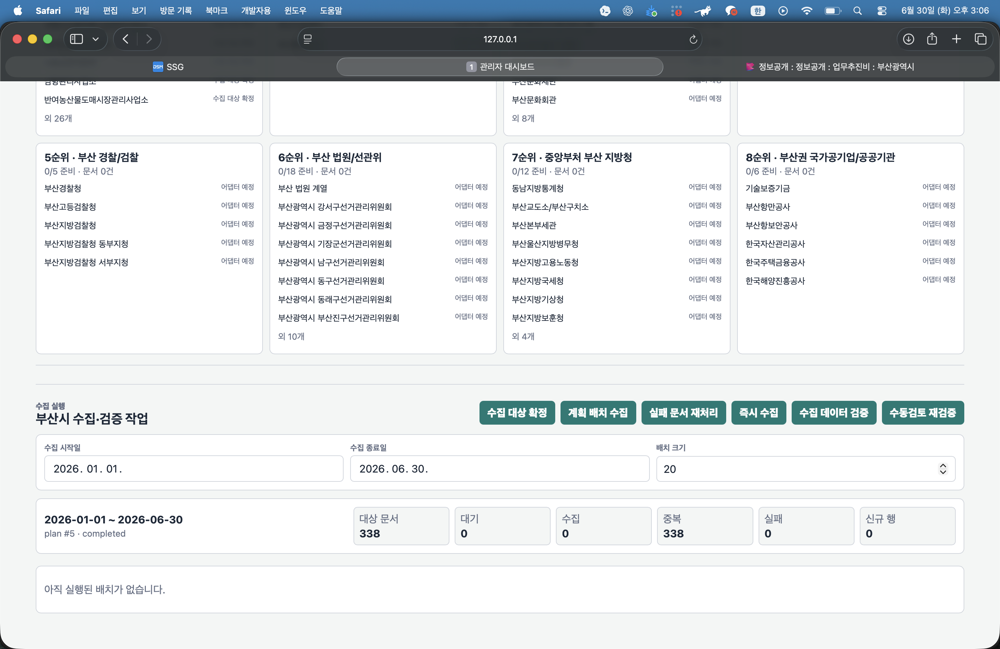 Safari 파일 편집 보기 방문 기록 북마크 개발자용 윈도우 도움말 한 6월 30일 (화) 오후 3:06
127.0.0.1
DSM SSG
1 관리자 대시보드
정보공개 : 정보공개 : 업무추진비 : 부산광역시
반여농산물도매시장관리사업소 수집 대상 확정
외 26개
부산문화재단
부산문화회관 어댑터 예정
외 8개
5순위 · 부산 경찰/검찰
0/5 준비 · 문서 0건
부산경찰청 어댑터 예정
부산고등검찰청 어댑터 예정
부산지방검찰청 어댑터 예정
부산지방검찰청 동부지청 어댑터 예정
부산지방검찰청 서부지청 어댑터 예정
6순위 · 부산 법원/선관위
0/18 준비 · 문서 0건
부산 법원 계열 어댑터 예정
부산광역시 강서구선거관리위원회 어댑터 예정
부산광역시 금정구선거관리위원회 어댑터 예정
부산광역시 기장군선거관리위원회 어댑터 예정
부산광역시 남구선거관리위원회 어댑터 예정
부산광역시 동구선거관리위원회 어댑터 예정
부산광역시 동래구선거관리위원회 어댑터 예정
부산광역시 부산진구선거관리위원회 어댑터 예정
외 10개
7순위 · 중앙부처 부산 지방청
0/12 준비 · 문서 0건
동남지방통계청 어댑터 예정
부산교도소/부산구치소 어댑터 예정
부산본부세관 어댑터 예정
부산울산지방병무청 어댑터 예정
부산지방고용노동청 어댑터 예정
부산지방국세청 어댑터 예정
부산지방기상청 어댑터 예정
부산지방보훈청 어댑터 예정
외 4개
8순위 · 부산권 국가공기업/공공기관
0/6 준비 · 문서 0건
기술보증기금 어댑터 예정
부산항만공사 어댑터 예정
부산항보안공사 어댑터 예정
한국자산관리공사 어댑터 예정
한국주택금융공사 어댑터 예정
한국해양진흥공사 어댑터 예정
수집 실행
부산시 수집·검증 작업
수집 대상 확정 계획 배치 수집 실패 문서 재처리 즉시 수집 수집 데이터 검증 수동검토 재검증
수집 시작일
2026. 01. 01.
수집 종료일
2026. 06. 30.
배치 크기
20
2026-01-01 ~ 2026-06-30
plan #5 · completed
대상 문서
338
대기
0
수집
0
중복
338
실패
0
신규 행
0
아직 실행된 배치가 없습니다.